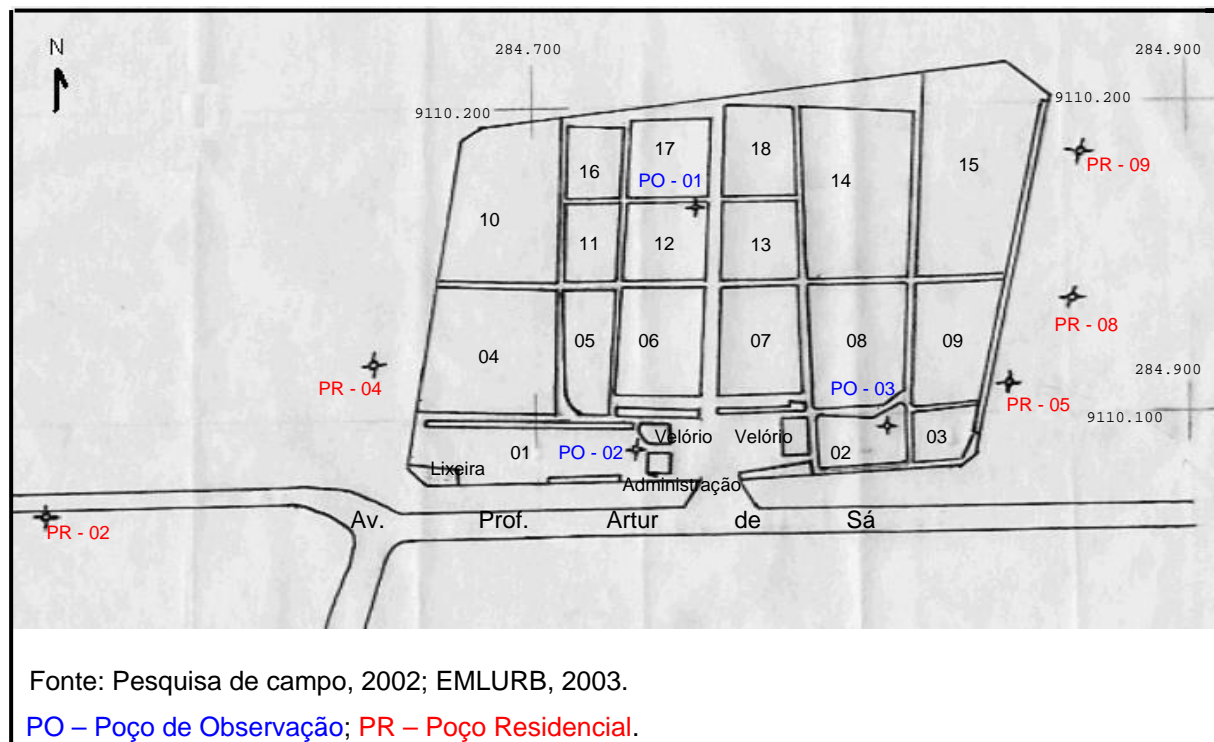 N
284.700
284.900
9110.200
9110.200
17
18
16
PO - 01
14
15
PR - 09
10
11
12
13
PR - 08
04
05
06
07
08
09
284.900
PR - 04
PO - 03
PR - 05
9110.100
Velório
Velório
01
PO - 02
02
03
Lixeira
Administração
Av. Prof. Artur de Sá
PR - 02
Fonte: Pesquisa de campo, 2002; EMLURB, 2003.
PO – Poço de Observação; PR – Poço Residencial.